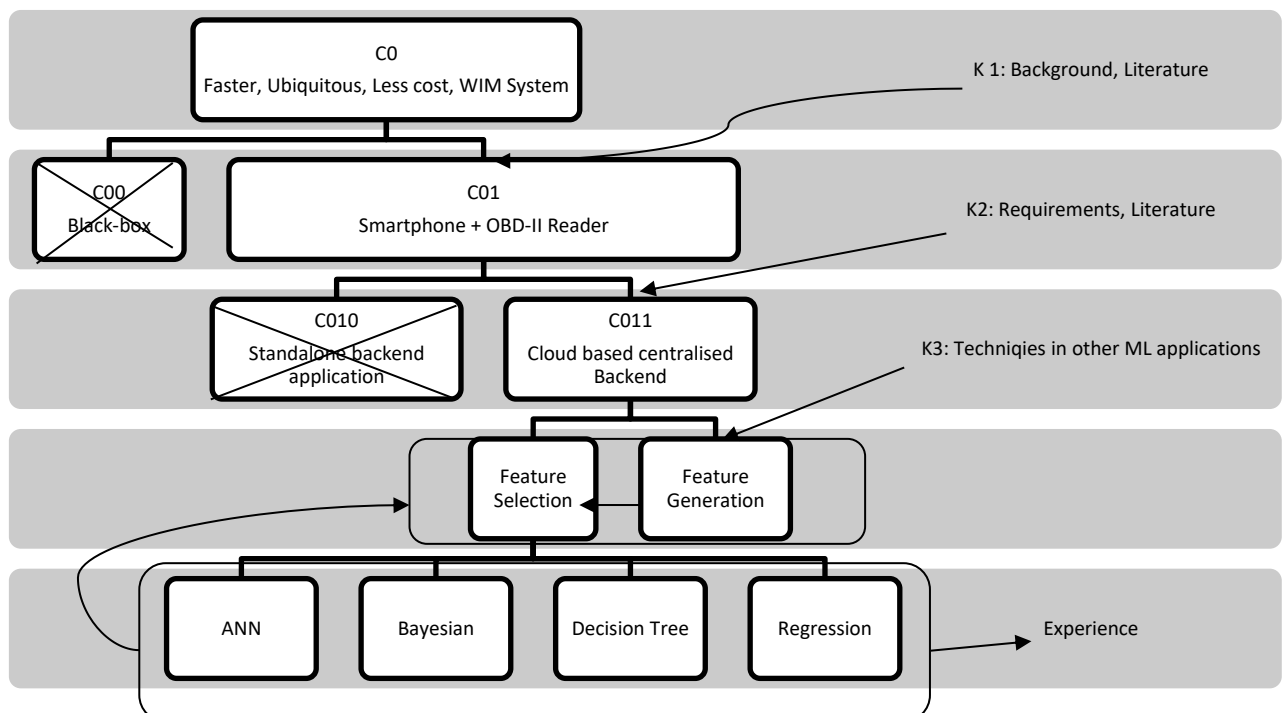 C0
Faster, Ubiquitous, Less cost, WIM System
K 1: Background, Literature
C00
Black-box
C01
Smartphone + OBD-II Reader
K2: Requirements, Literature
C010
Standalone backend
application
C011
Cloud based centralised
Backend
K3: Techniqies in other ML applications
Feature
Selection
Feature
Generation
ANN
Bayesian
Decision Tree
Regression
Experience